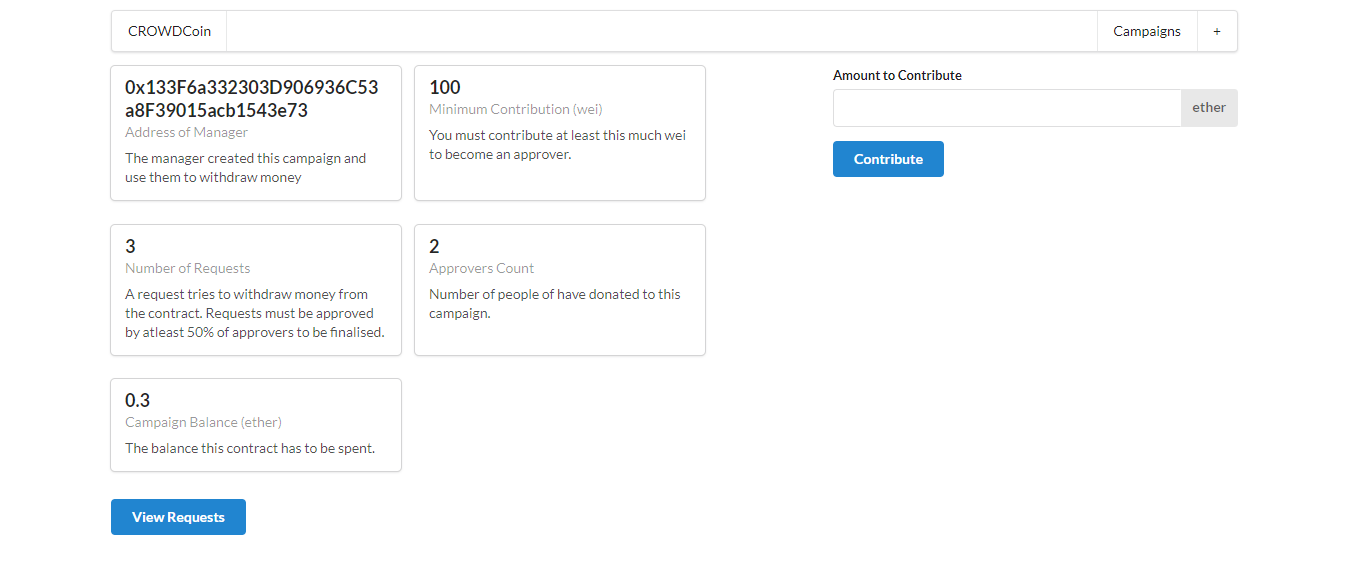 CROWDCoin
Campaigns
+
0x133F6a332303D906936C53
a8F39015acb1543e73
Address of Manager
The manager created this campaign and
use them to withdraw money
100
Minimum Contribution (wei)
You must contribute at least this much wei
to become an approver.
3
Number of Requests
A request tries to withdraw money from
the contract. Requests must be approved
by atleast 50% of approvers to be finalised.
2
Approvers Count
Number of people of have donated to this
campaign.
0.3
Campaign Balance (ether)
The balance this contract has to be spent.
View Requests
Amount to Contribute
ether
Contribute